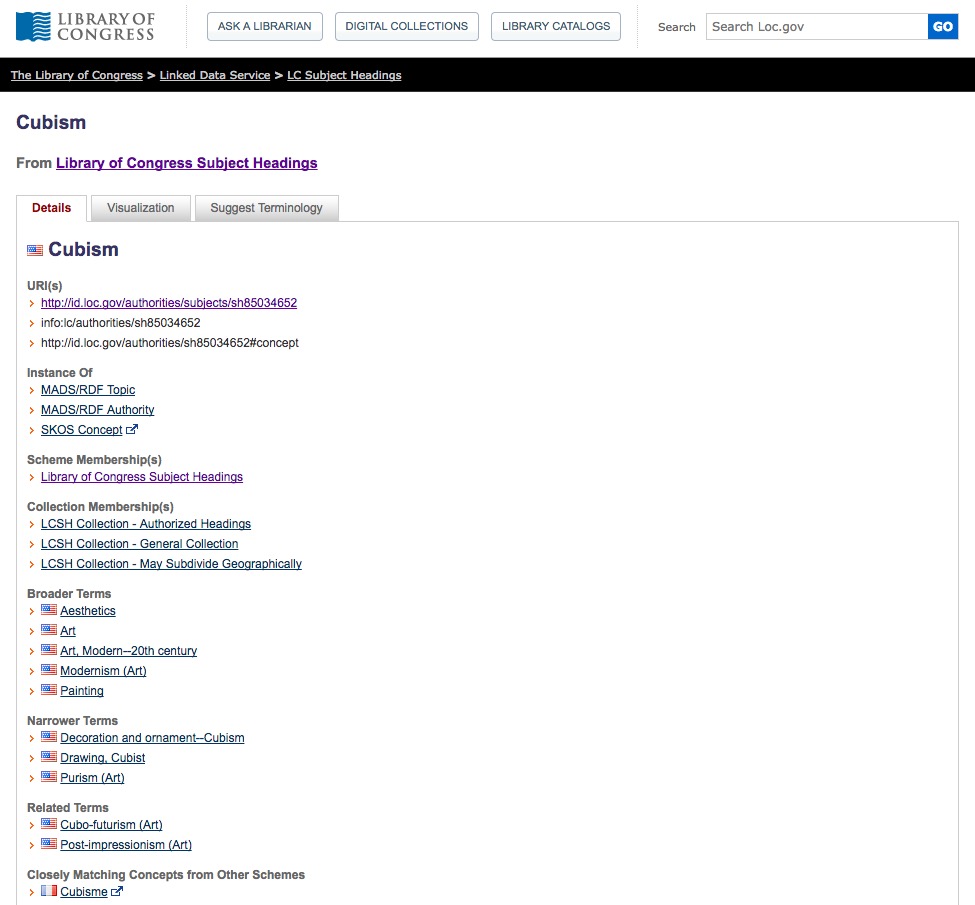 LIBRARY OF
CONGRESS
ASK A LIBRARIAN DIGITAL COLLECTIONS LIBRARY CATALOGS Search Search Loc.gov GO
The Library of Congress > Linked Data Service > LC Subject Headings
Cubism
From Library of Congress Subject Headings
Details Visualization Suggest Terminology
Cubism
URI(s)
http://id.loc.gov/authorities/subjects/sh85034652
info:lc/authorities/sh85034652
http://id.loc.gov/authorities/sh85034652#concept
Instance Of
MADS/RDF Topic
MADS/RDF Authority
SKOS Concept
Scheme Membership(s)
Library of Congress Subject Headings
Collection Membership(s)
LCSH Collection - Authorized Headings
LCSH Collection - General Collection
LCSH Collection - May Subdivide Geographically
Broader Terms
Aesthetics
Art
Art, Modern--20th century
Modernism (Art)
Painting
Narrower Terms
Decoration and ornament--Cubism
Drawing, Cubist
Purism (Art)
Related Terms
Cubo-futurism (Art)
Post-impressionism (Art)
Closely Matching Concepts from Other Schemes
Cubisme